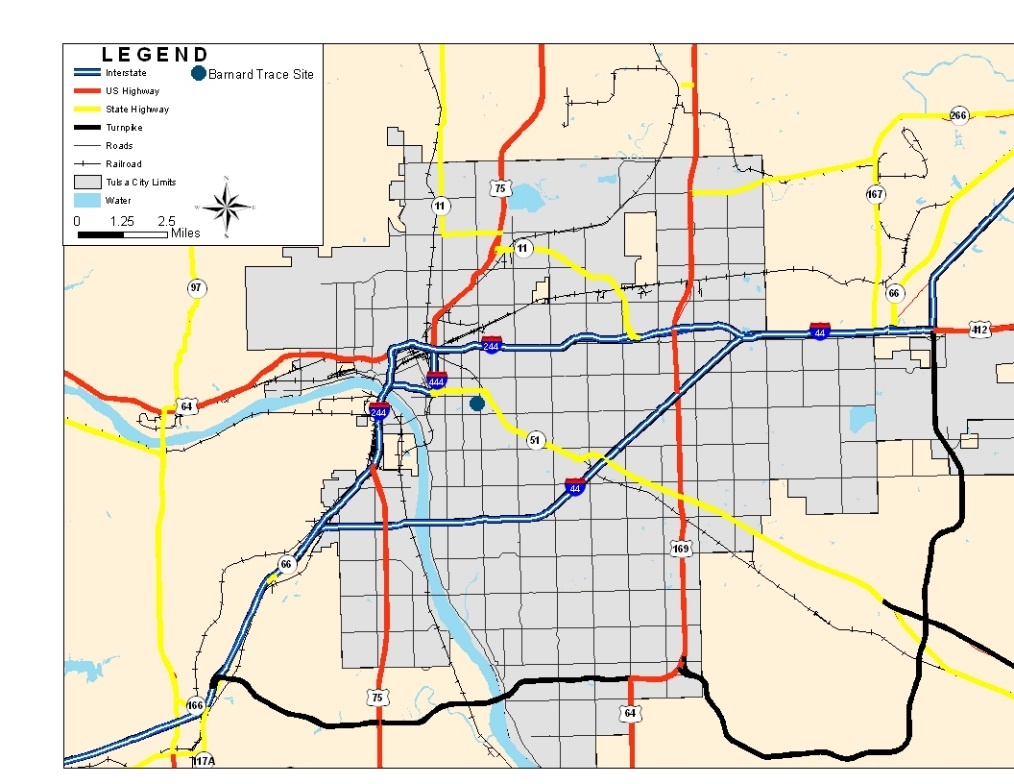 LEGEND
Interstate
Barnard Trace Site
US Highway
State Highway
Turnpike
Roads
Railroad
Tulsa City Limits
Water
N
W
E
S
0 1.25 2.5
Miles
266
75
167
11
11
97
66
412
244
44
444
64
244
51
44
169
66
75
166
64
117A